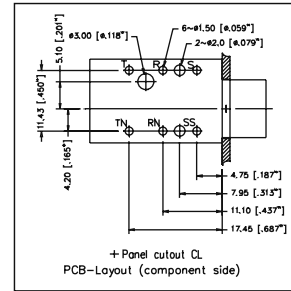 ø3,00 [ø,118"]
6-ø1,50 [ø,059"]
2-ø2,0 [ø,079"]
5,10 [,201"]
11,43 [,450"]
4,20 [,165"]
T R S
TN RN SS
4,75 [,187"]
7,95 [,313"]
11,10 [,437"]
17,45 [,687"]
+ Panel cutout CL
PCB-Layout (component side)